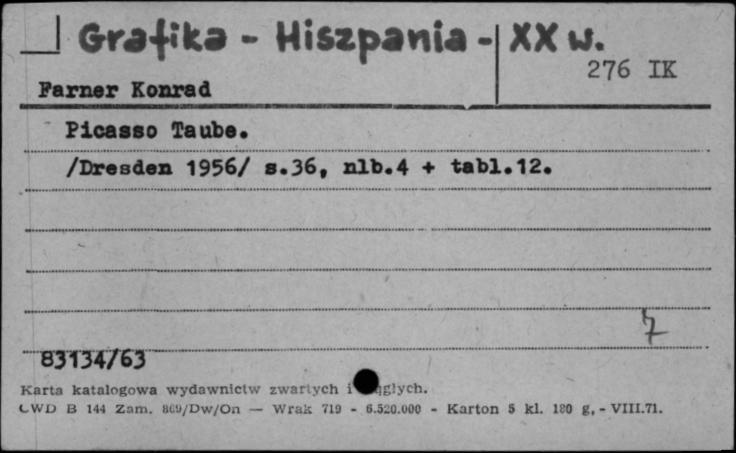 Grafika - Hiszpania - XX w.
276 IK
Farner Konrad
Picasso Taube.
/Dresden 1956/ s.36, nlb.4 + tabl.12.
7
83134/63
Karta katalogowa wydawnictw zwartych i glych.
CWD B 144 Zam. 869/Dw/On — Wrak 719 - 6.520.000 - Karton 5 kl. 180 g, - VIII.71.